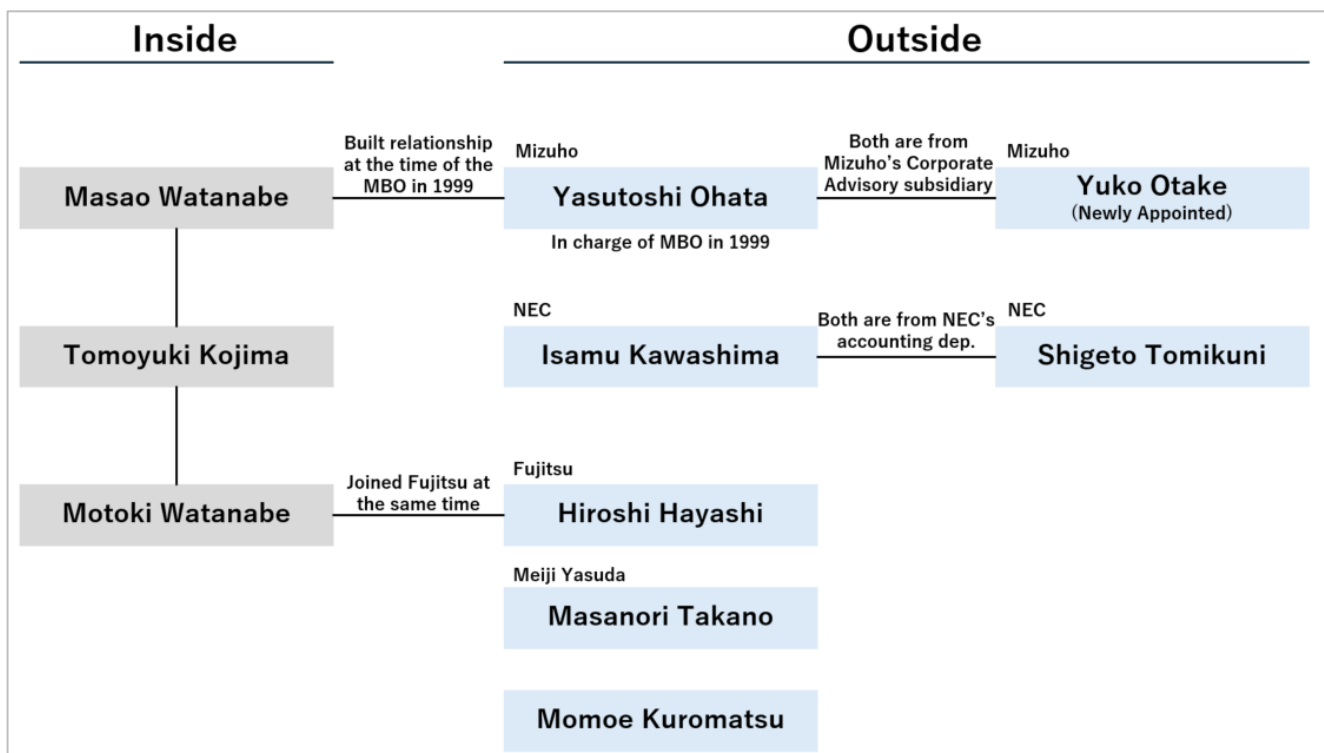 Inside
Outside
Built relationship
at the time of the
MBO in 1999
Mizuho
Both are from
Mizuho's Corporate
Advisory subsidiary
Mizuho
Masao Watanabe
Yasutoshi Ohata
Yuko Otake
(Newly Appointed)
In charge of MBO in 1999
NEC
Both are from NEC's
accounting dep.
NEC
Tomoyuki Kojima
Isamu Kawashima
Shigeto Tomikuni
Joined Fujitsu at
the same time
Fujitsu
Motoki Watanabe
Hiroshi Hayashi
Meiji Yasuda
Masanori Takano
Momoe Kuromatsu